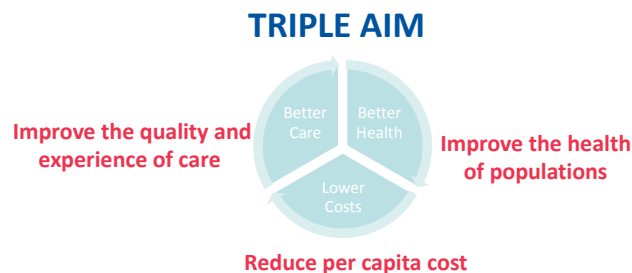 TRIPLE AIM
Better
Care
Better
Health
Improve the quality and
experience of care
Improve the health
of populations
Lower
Costs
Reduce per capita cost